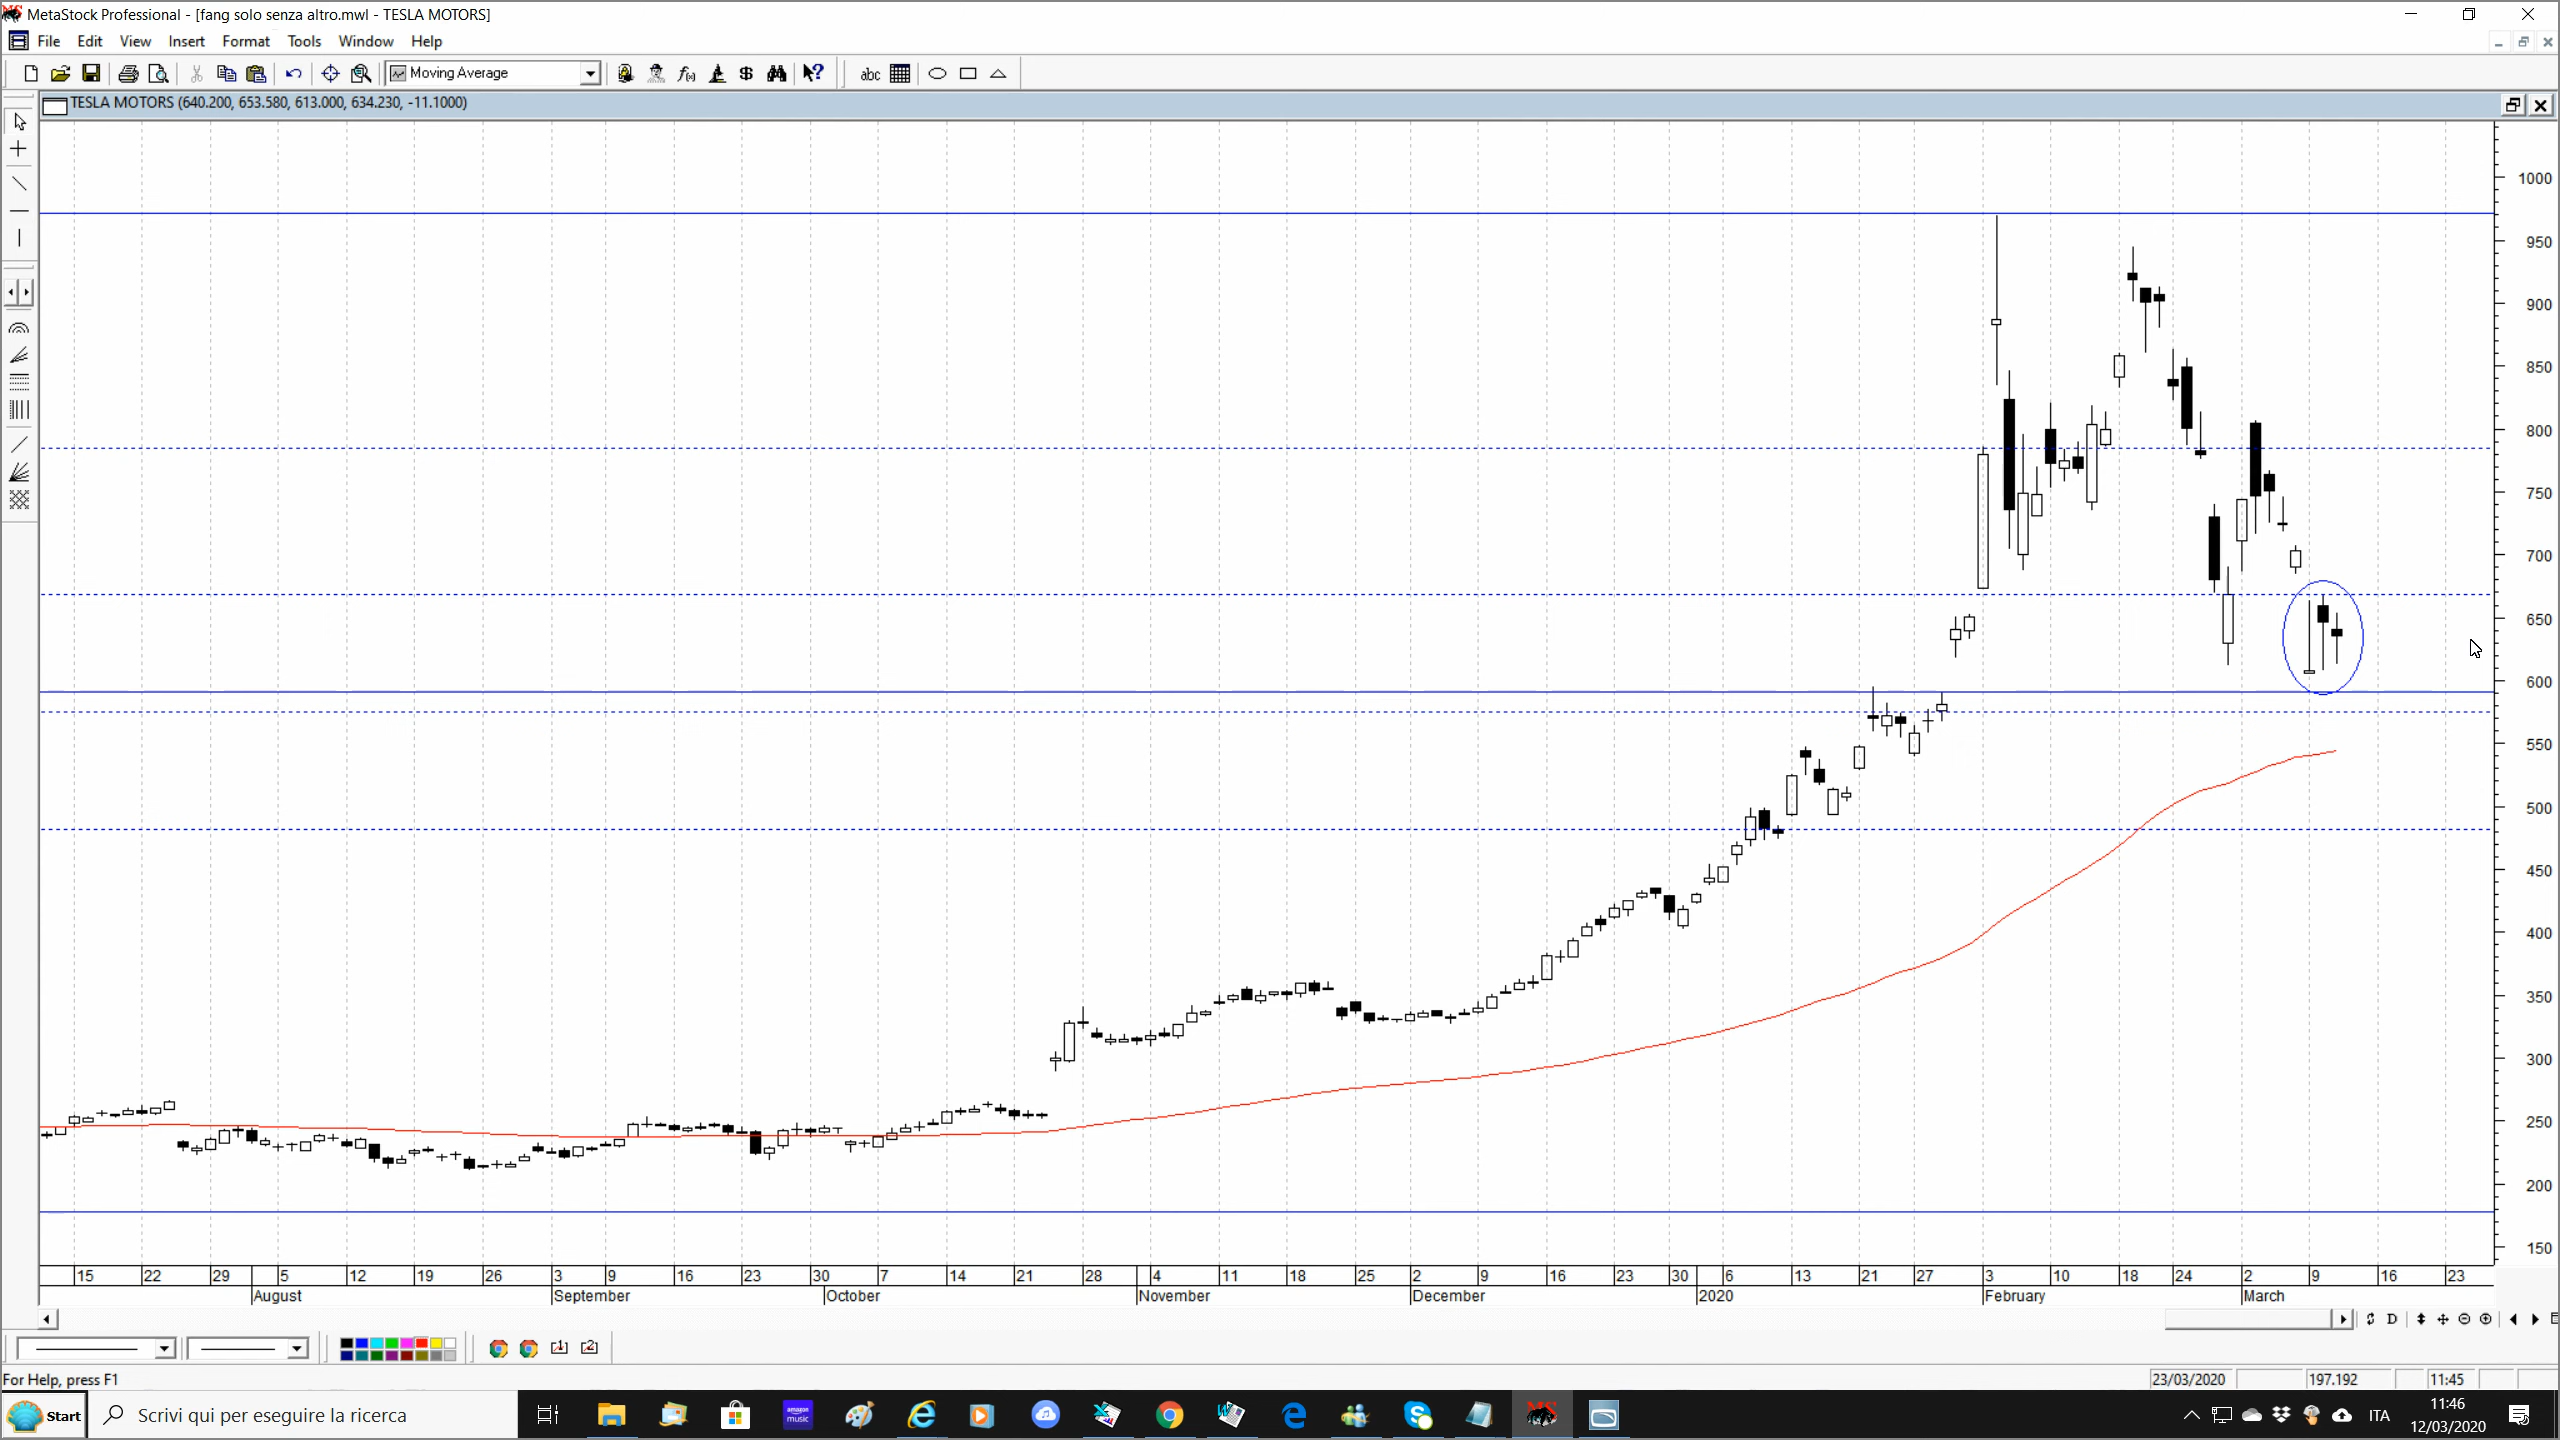 MetaStock Professional - [fang solo senza altro.mwl - TESLA MOTORS]
File Edit View Insert Format Tools Window Help
Moving Average
abc
TESLA MOTORS (640.200, 653.580, 613.000, 634.230, -11.1000)
1000
950
900
850
800
750
700
650
600
550
500
450
400
350
300
250
200
150
15 22 29 5 12 19 26 3 9 16 23 30 7 14 21 28 4 11 18 25 2 9 16 23 30 6 13 21 27 3 10 18 24 2 9 16 23
August September October November December 2020 February March
D
For Help, press F1
23/03/2020 197.192 11:45
Start Scrivi qui per eseguire la ricerca amazon music ITA 11:46
12/03/2020